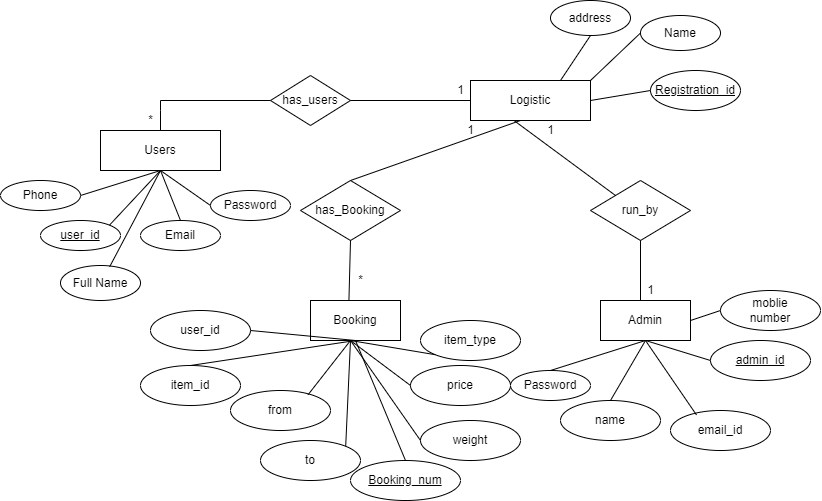 address
Name
has_users
1
Logistic
Registration_id
*
1
1
Users
Phone
Password
has_Booking
run_by
user_id
Email
Full Name
*
1
user_id
Booking
item_type
Admin
moblie
number
item_id
price
Password
admin_id
from
name
email_id
weight
to
Booking_num